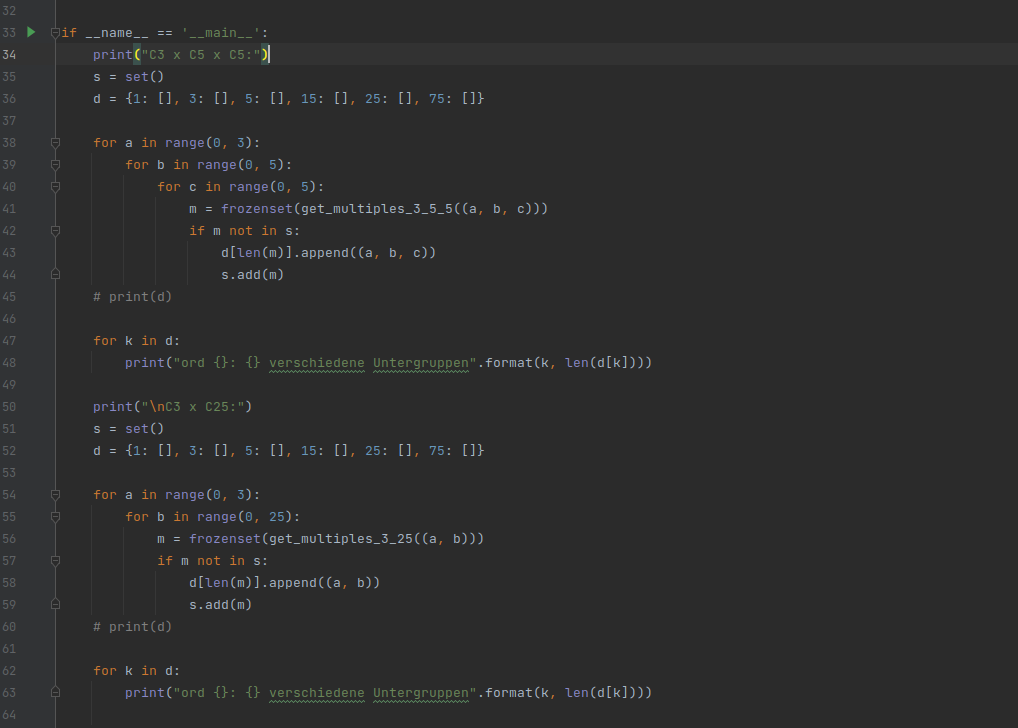 32
33 if __name__ == '__main__':
34     print("C3 x C5 x C5:")
35     s = set()
36     d = {1: [], 3: [], 5: [], 15: [], 25: [], 75: []}
37
38     for a in range(0, 3):
39         for b in range(0, 5):
40             for c in range(0, 5):
41                 m = frozenset(get_multiples_3_5_5((a, b, c)))
42                 if m not in s:
43                     d[len(m)].append((a, b, c))
44                     s.add(m)
45     # print(d)
46
47     for k in d:
48         print("ord {}: {} verschiedene Untergruppen".format(k, len(d[k])))
49
50     print("\nC3 x C25:")
51     s = set()
52     d = {1: [], 3: [], 5: [], 15: [], 25: [], 75: []}
53
54     for a in range(0, 3):
55         for b in range(0, 25):
56             m = frozenset(get_multiples_3_25((a, b)))
57             if m not in s:
58                 d[len(m)].append((a, b))
59                 s.add(m)
60     # print(d)
61
62     for k in d:
63         print("ord {}: {} verschiedene Untergruppen".format(k, len(d[k])))
64